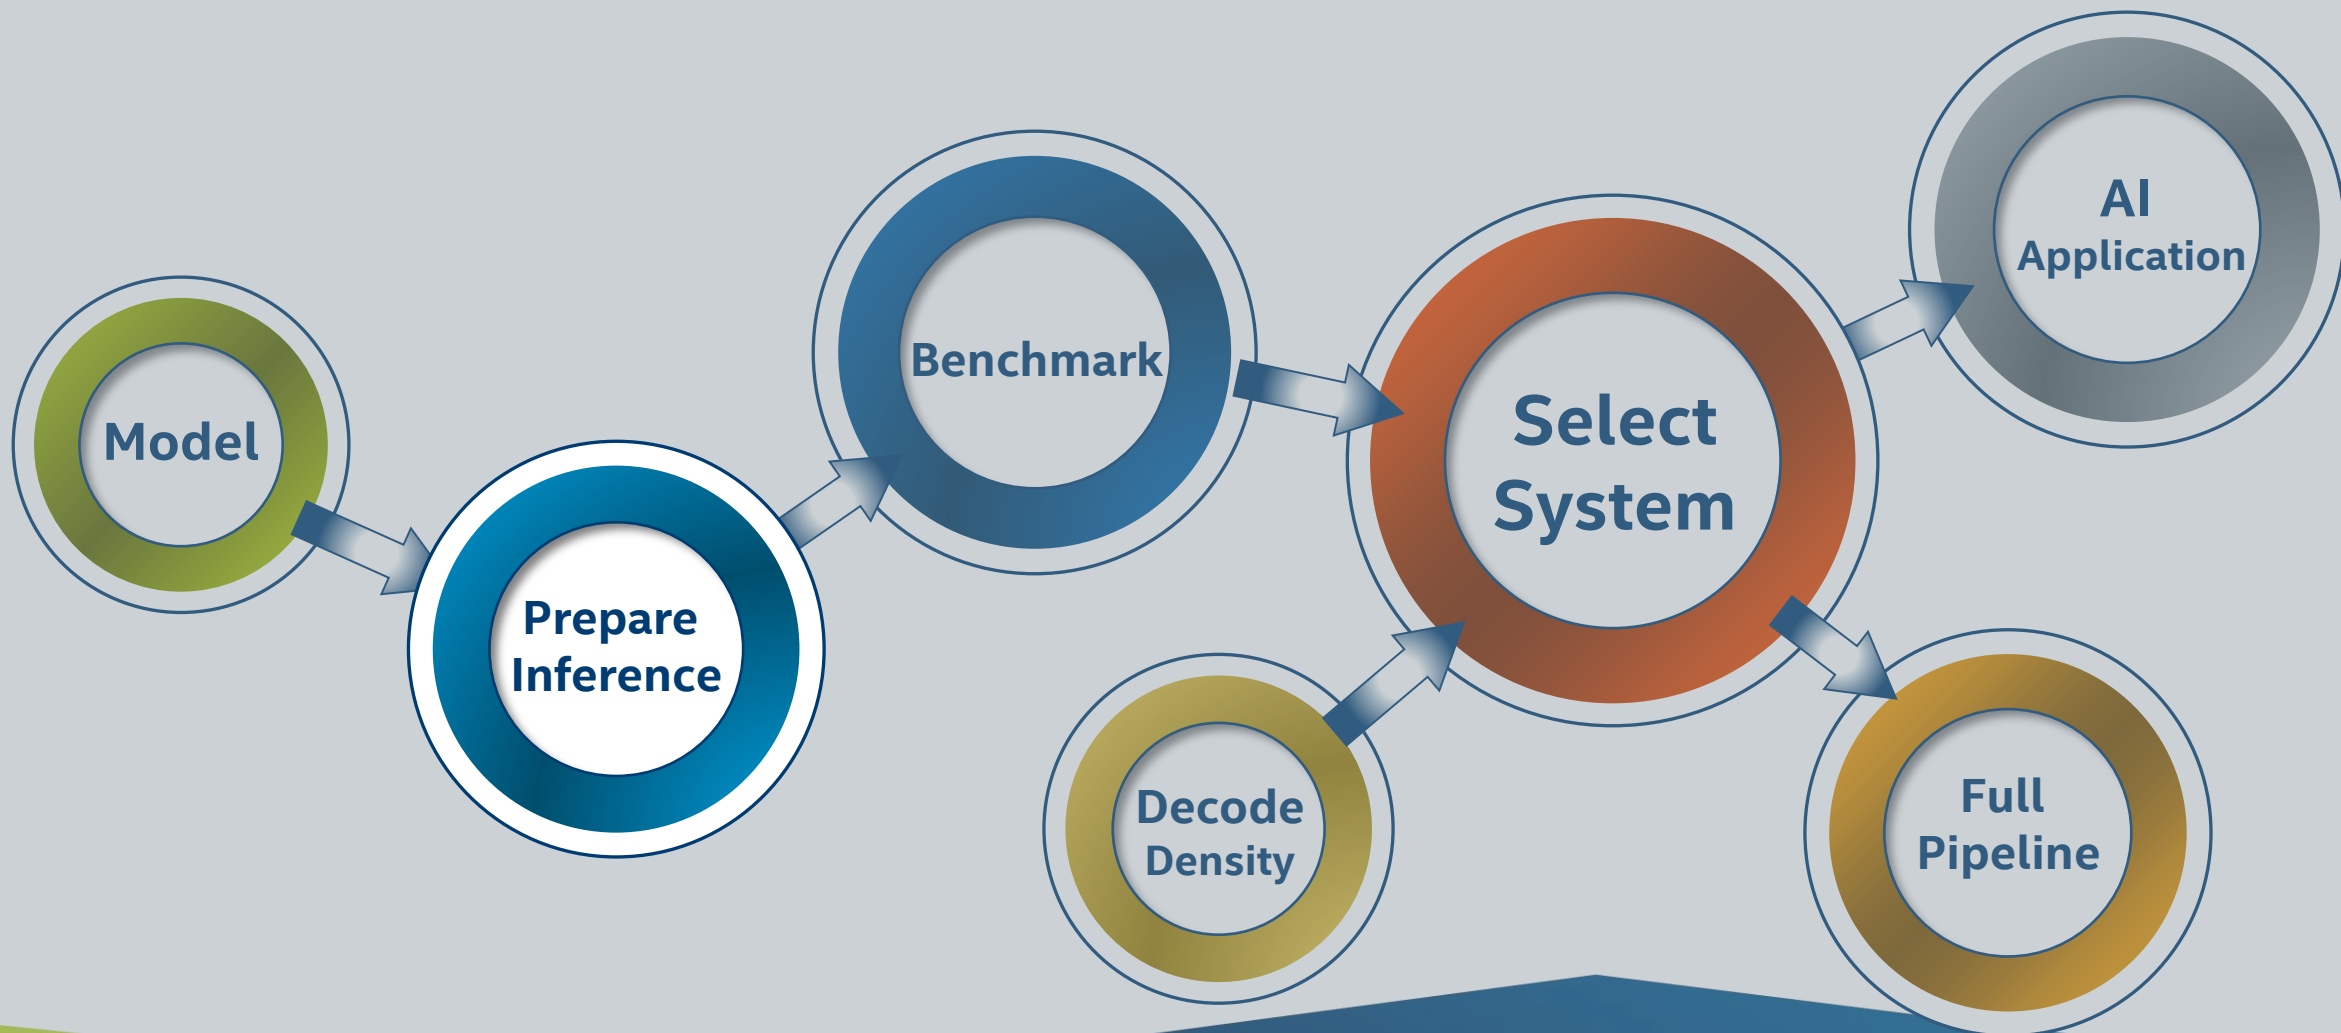 Model
Prepare
Inference
Benchmark
Select
System
Decode
Density
AI
Application
Full
Pipeline